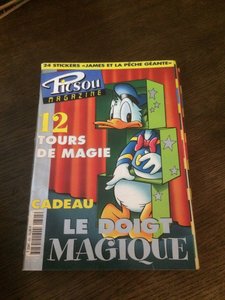 24 STICKERS «JAMES ET LA PÊCHE GÉANTE»
PICSOU
MAGAZINE
12
TOURS
DE MAGIE
CADEAU
LE DOIGT
MAGIQUE